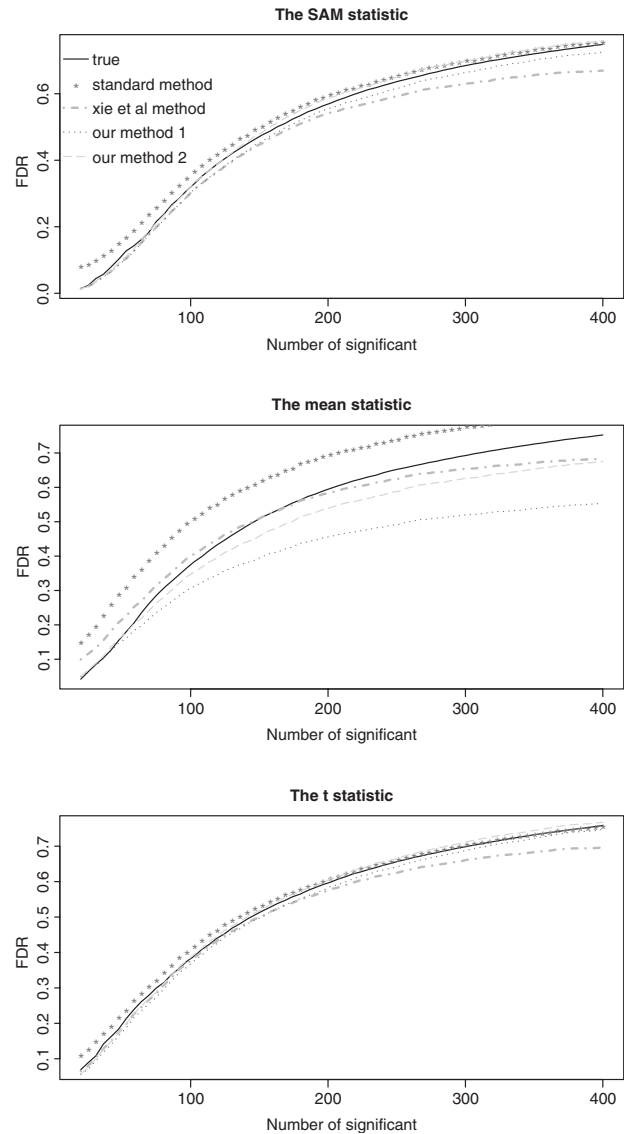 The SAM statistic
true
standard method
xie et al method
our method 1
our method 2
FDR
0.0 0.2 0.4 0.6
100 200 300 400
Number of significant
The mean statistic
FDR
0.1 0.2 0.3 0.4 0.5 0.6 0.7
100 200 300 400
Number of significant
The t statistic
FDR
0.1 0.2 0.3 0.4 0.5 0.6 0.7
100 200 300 400
Number of significant